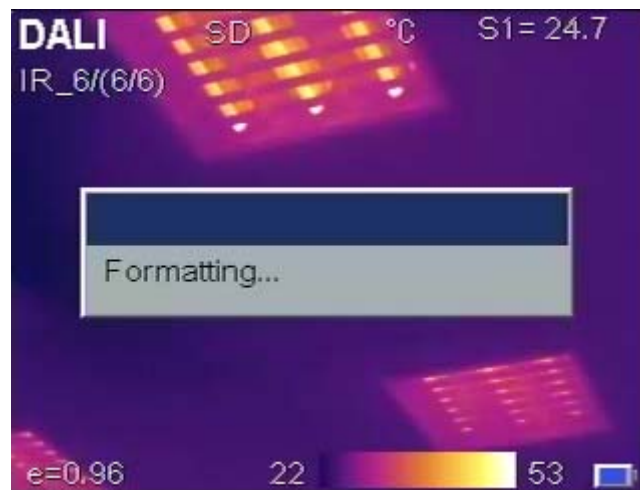 DALI SD °C S1= 24.7
IR_6/(6/6)
Formatting...
e=0.96 22 53